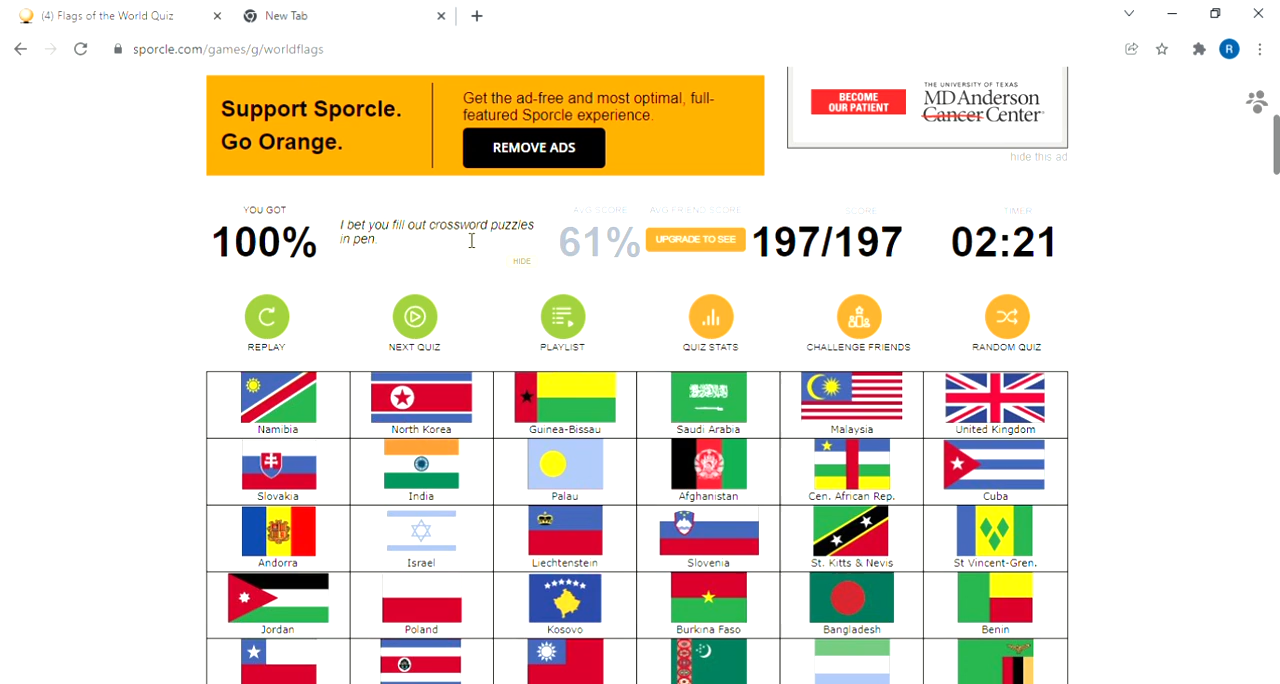 (4) Flags of the World Quiz
New Tab
sporcle.com/games/g/worldflags
R
Support Sporcle.
Go Orange.
Get the ad-free and most optimal, full-
featured Sporcle experience.
REMOVE ADS
BECOME
OUR PATIENT
THE UNIVERSITY OF TEXAS
MD Anderson
Cancer Center
hide this ad
YOU GOT
100%
I bet you fill out crossword puzzles
in pen.
HIDE
AVG SCORE
61%
AVG FRIEND SCORE
UPGRADE TO SEE
SCORE
197/197
TIMER
02:21
REPLAY
NEXT QUIZ
PLAYLIST
QUIZ STATS
CHALLENGE FRIENDS
RANDOM QUIZ
Namibia
North Korea
Guinea-Bissau
Saudi Arabia
Malaysia
United Kingdom
Slovakia
India
Palau
Afghanistan
Cen. African Rep.
Cuba
Andorra
Israel
Liechtenstein
Slovenia
St. Kitts & Nevis
St Vincent-Gren.
Jordan
Poland
Kosovo
Burkina Faso
Bangladesh
Benin